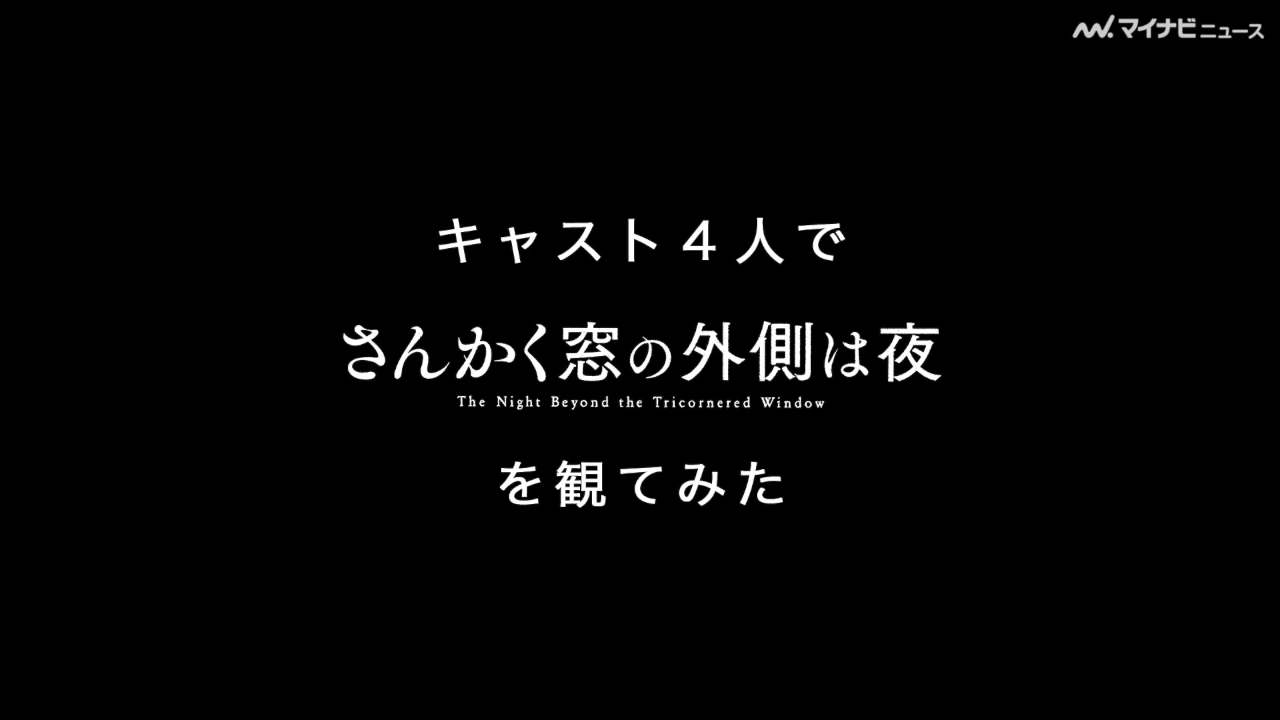 マイナビニュース
キャスト4人で
さんかく窓の外側は夜
The Night Beyond the Tricornered Window
を観てみた